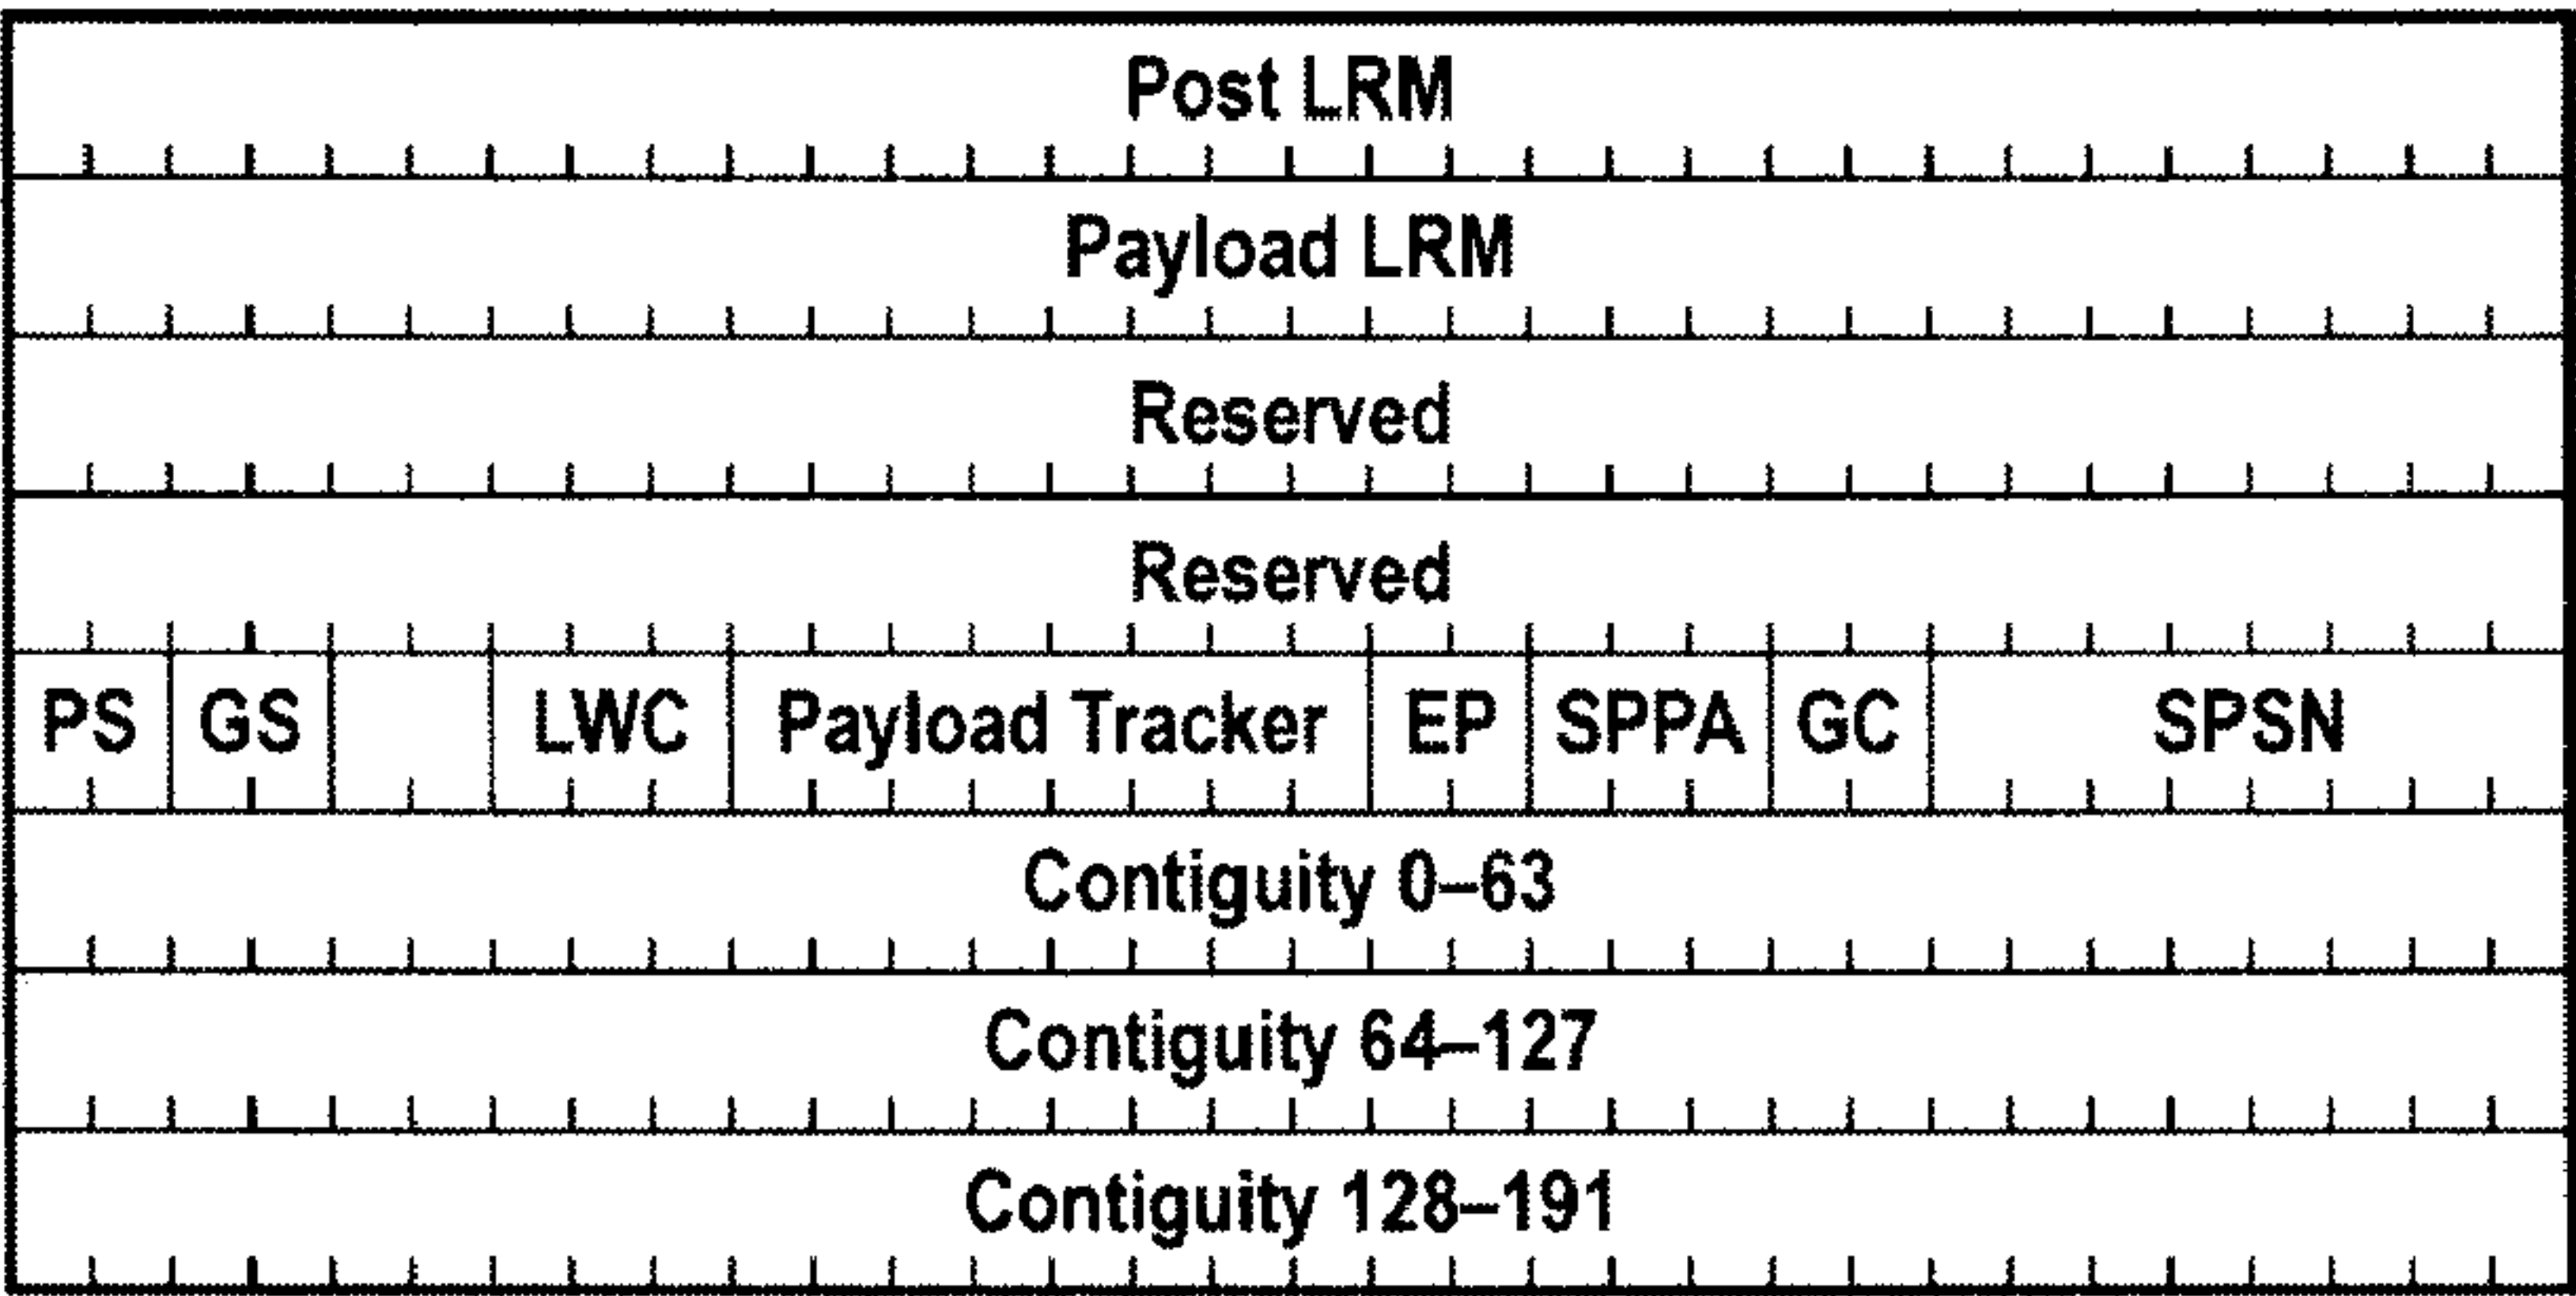 Post LRM
Payload LRM
Reserved
Reserved
PS GS LWC Payload Tracker EP SPPA GC SPSN
Contiguity 0–63
Contiguity 64–127
Contiguity 128–191